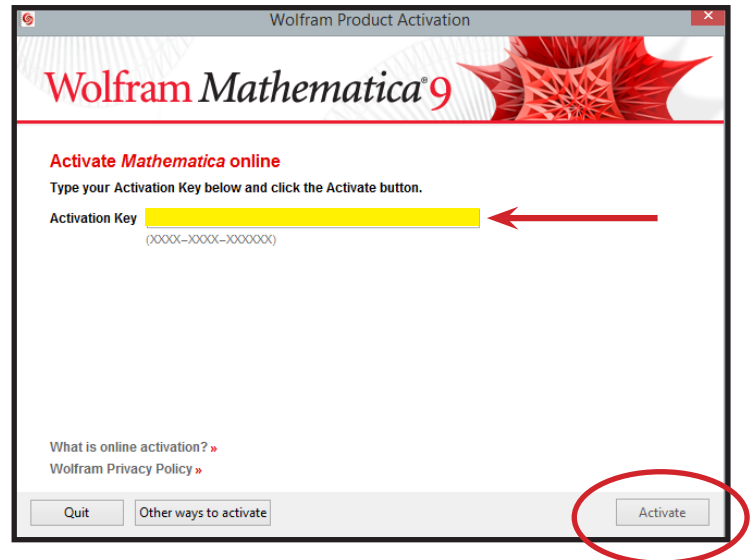 Wolfram Product Activation
Wolfram Mathematica®9
Activate Mathematica online
Type your Activation Key below and click the Activate button.
Activation Key
(XXXX–XXXX–XXXXXX)
What is online activation? »
Wolfram Privacy Policy »
Quit Other ways to activate Activate